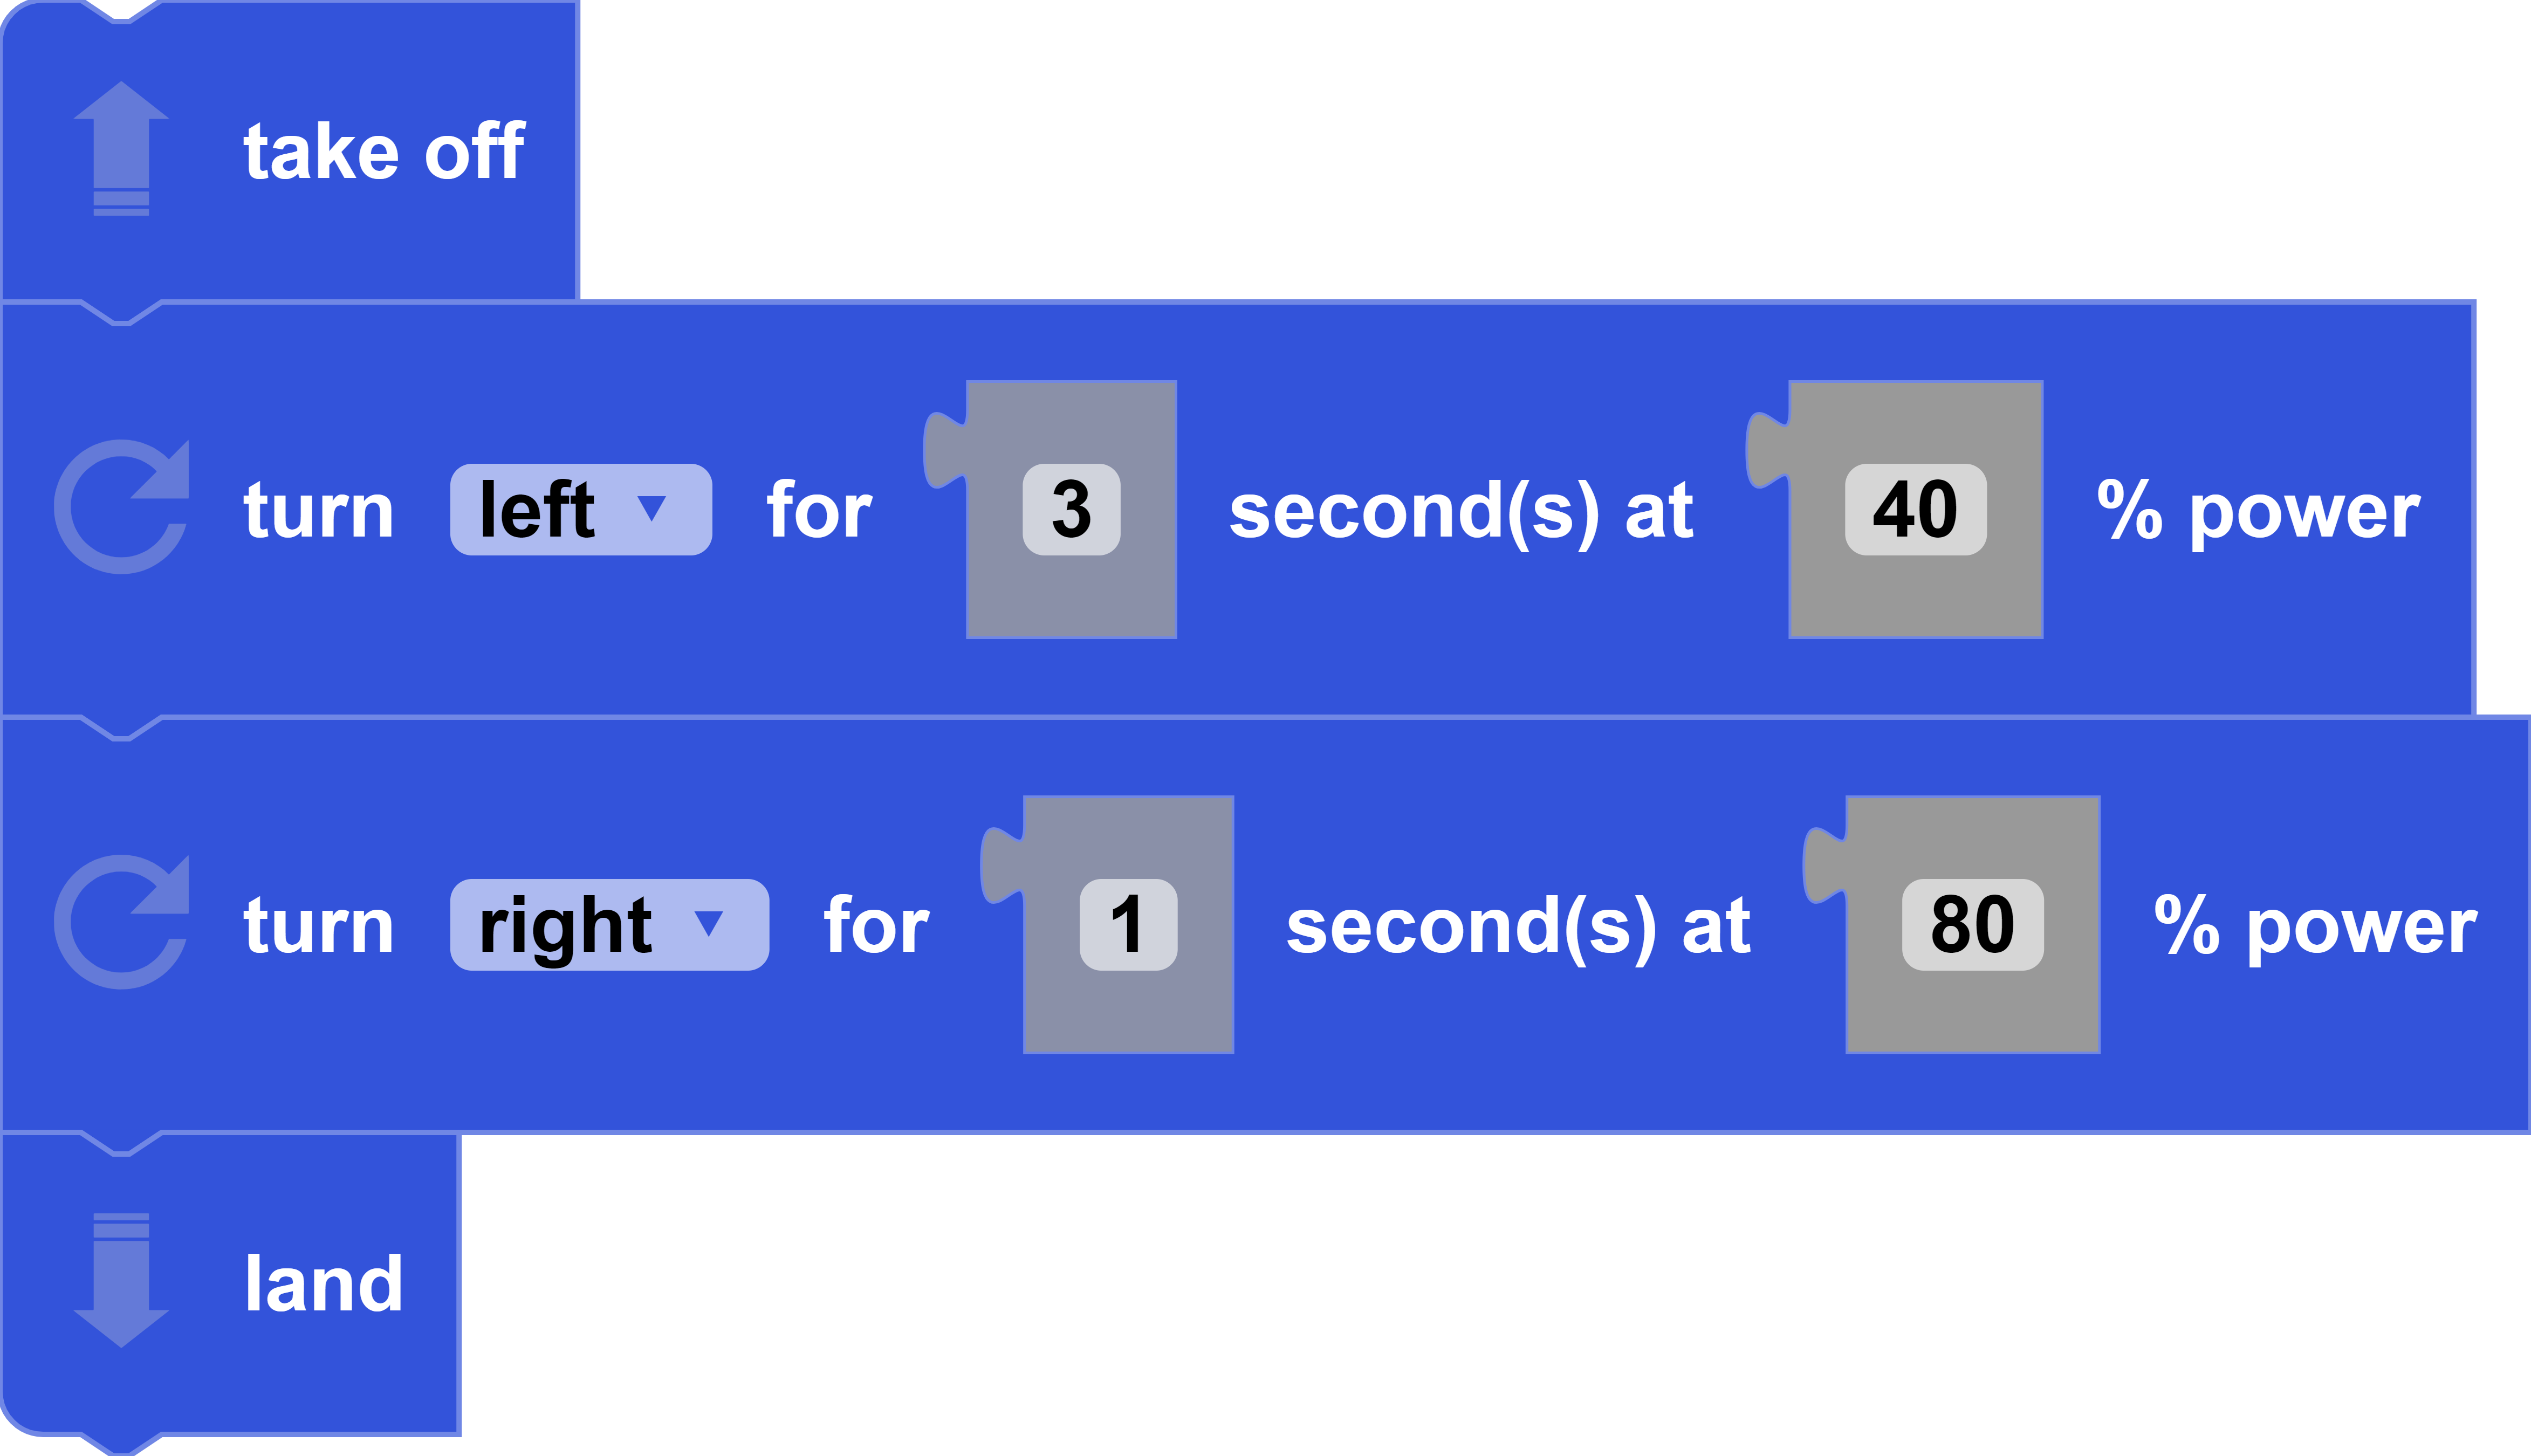 take off
turn left for 3 second(s) at 40 % power
turn right for 1 second(s) at 80 % power
land